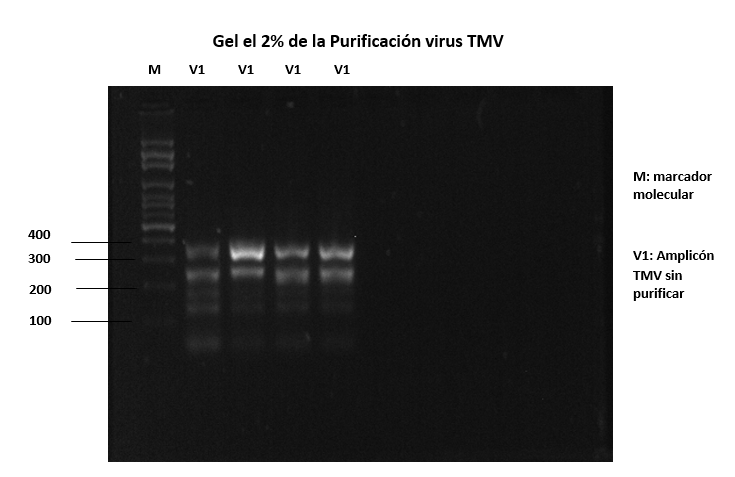 Gel el 2% de la Purificación virus TMV
M V1 V1 V1 V1
M: marcador
molecular
400
300
200
100
V1: Amplicón
TMV sin
purificar